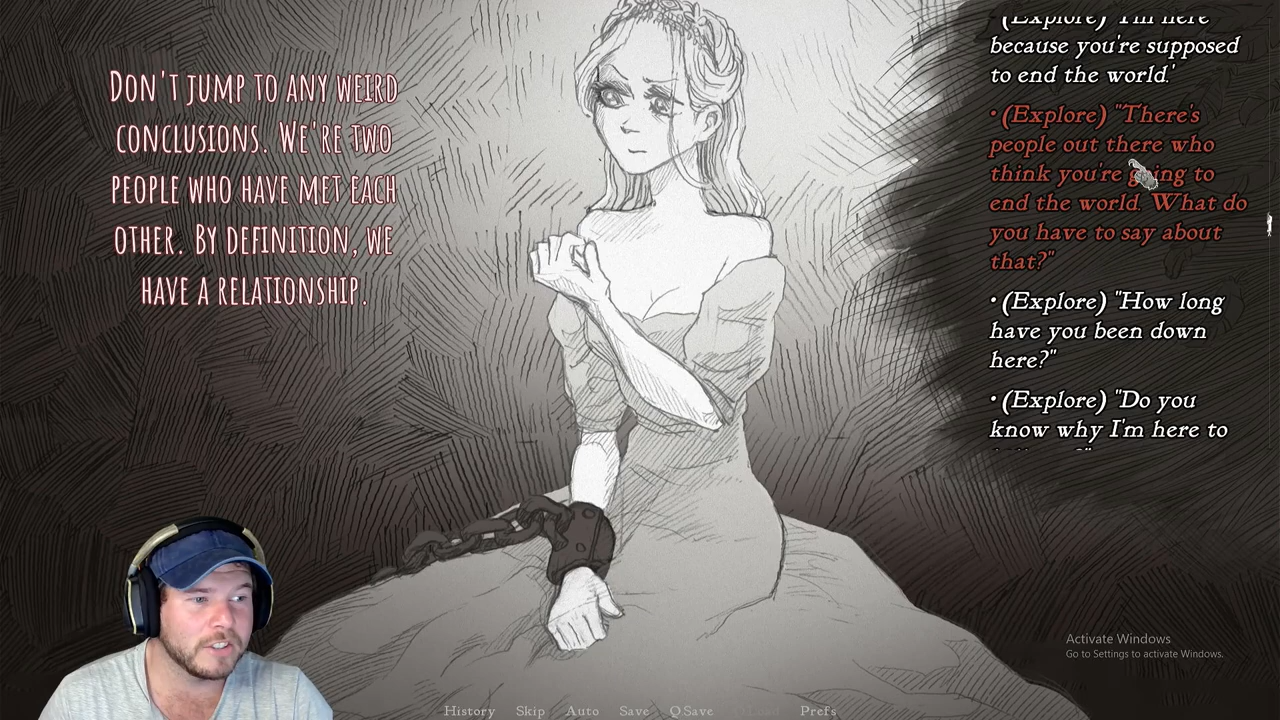 DON'T JUMP TO ANY WEIRD
CONCLUSIONS. WE'RE TWO
PEOPLE WHO HAVE MET EACH
OTHER. BY DEFINITION, WE
HAVE A RELATIONSHIP.
(Explore) "I'm here
because you're supposed
to end the world."
• (Explore) "There's
people out there who
think you're going to
end the world. What do
you have to say about
that?"
• (Explore) "How long
have you been down
here?"
• (Explore) "Do you
know why I'm here to
Activate Windows
Go to Settings to activate Windows.
History Skip Auto Save Q.Save Prefs